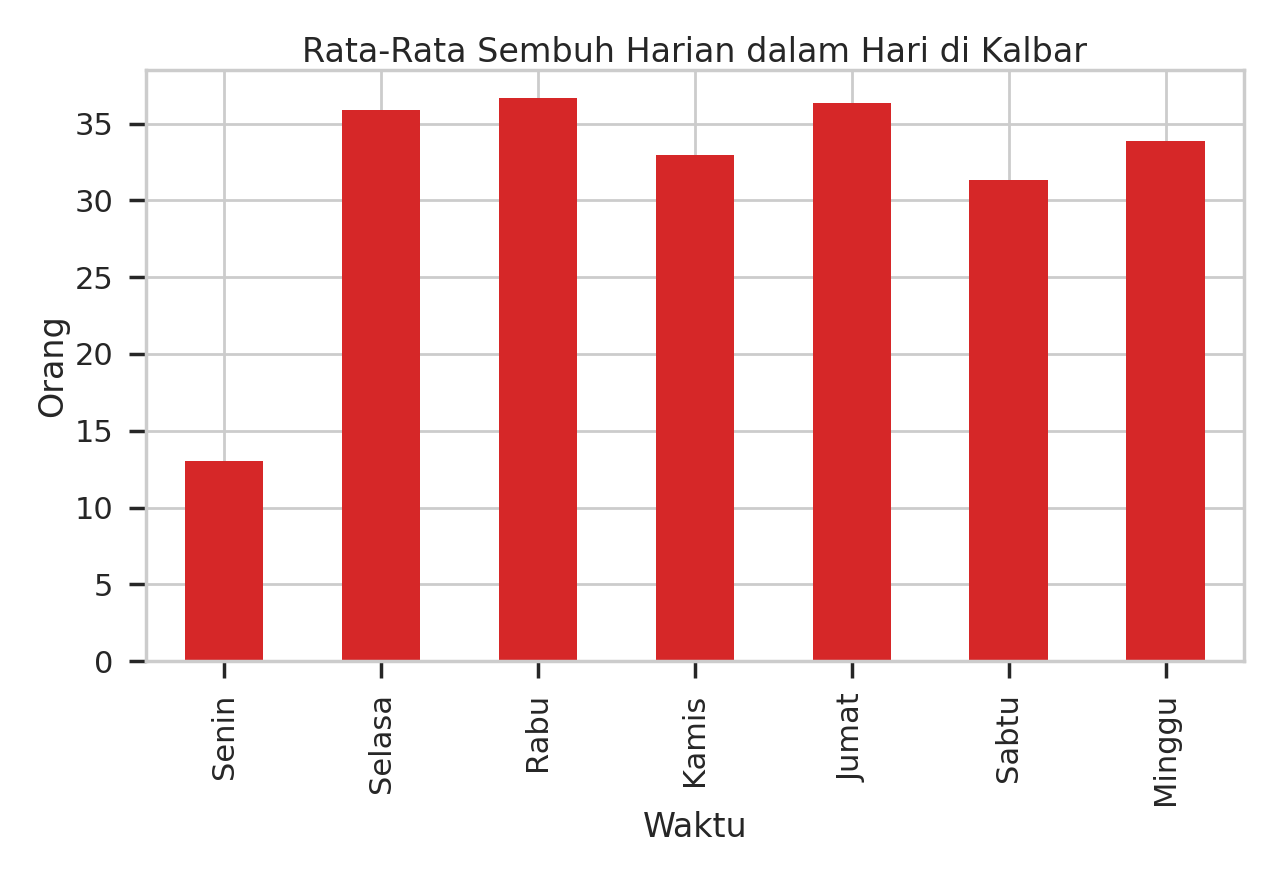 Rata-Rata Sembuh Harian dalam Hari di Kalbar
Orang
35
30
25
20
15
10
5
0
Senin
Selasa
Rabu
Kamis
Jumat
Sabtu
Minggu
Waktu